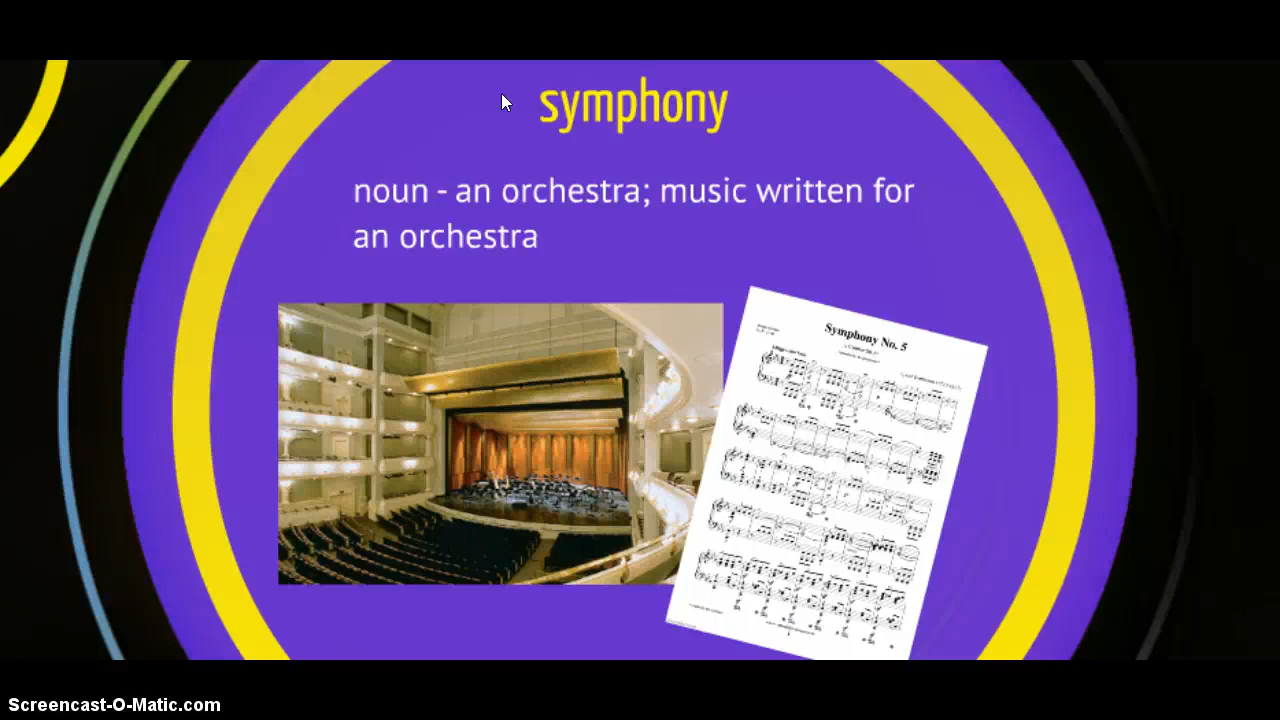 symphony
noun - an orchestra; music written for
an orchestra
Symphony No. 5
Screencast-O-Matic.com